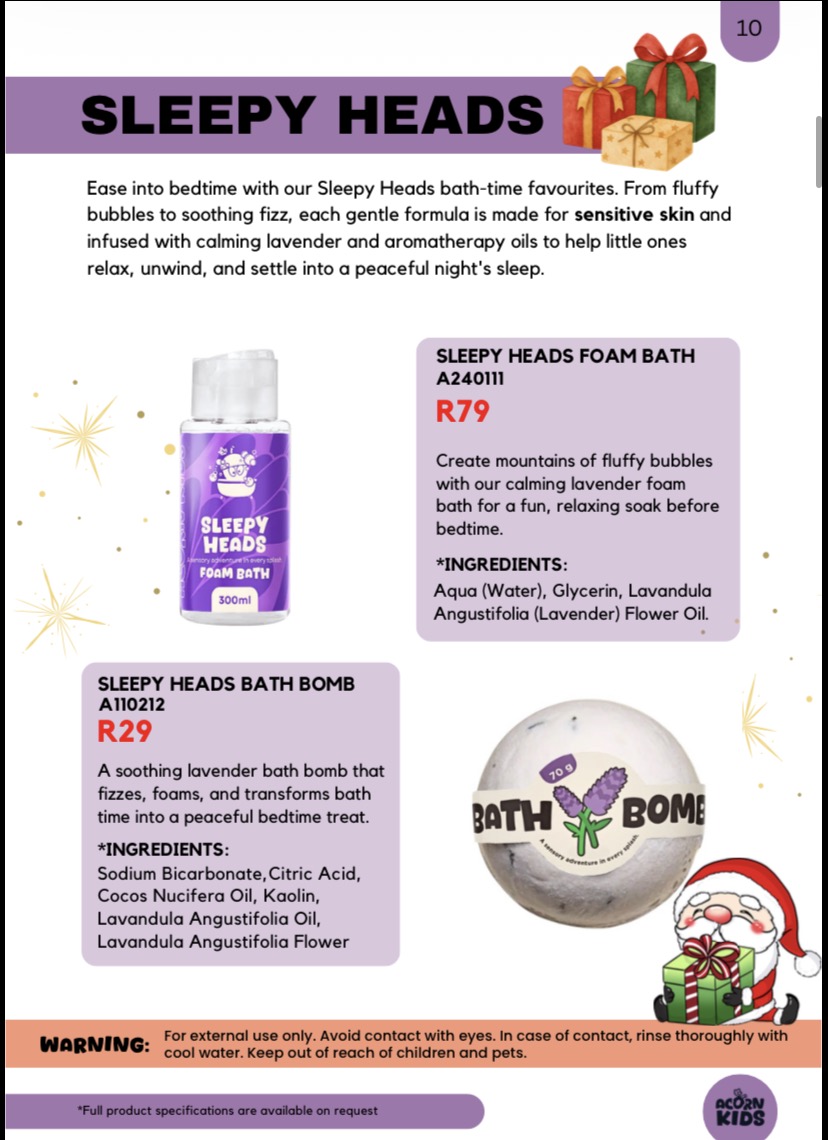 10
SLEEPY HEADS
Ease into bedtime with our Sleepy Heads bath-time favourites. From fluffy
bubbles to soothing fizz, each gentle formula is made for sensitive skin and
infused with calming lavender and aromatherapy oils to help little ones
relax, unwind, and settle into a peaceful night's sleep.
SLEEPY
HEADS
A sensory adventure in every splash
FOAM BATH
300ml
SLEEPY HEADS FOAM BATH
A240111
R79
Create mountains of fluffy bubbles
with our calming lavender foam
bath for a fun, relaxing soak before
bedtime.
*INGREDIENTS:
Aqua (Water), Glycerin, Lavandula
Angustifolia (Lavender) Flower Oil.
SLEEPY HEADS BATH BOMB
A110212
R29
A soothing lavender bath bomb that
fizzes, foams, and transforms bath
time into a peaceful bedtime treat.
*INGREDIENTS:
Sodium Bicarbonate, Citric Acid,
Cocos Nucifera Oil, Kaolin,
Lavandula Angustifolia Oil,
Lavandula Angustifolia Flower
70 g
BATH BOMB
A sensory adventure in every splash
WARNING:
For external use only. Avoid contact with eyes. In case of contact, rinse thoroughly with
cool water. Keep out of reach of children and pets.
*Full product specifications are available on request
ACORN
KIDS